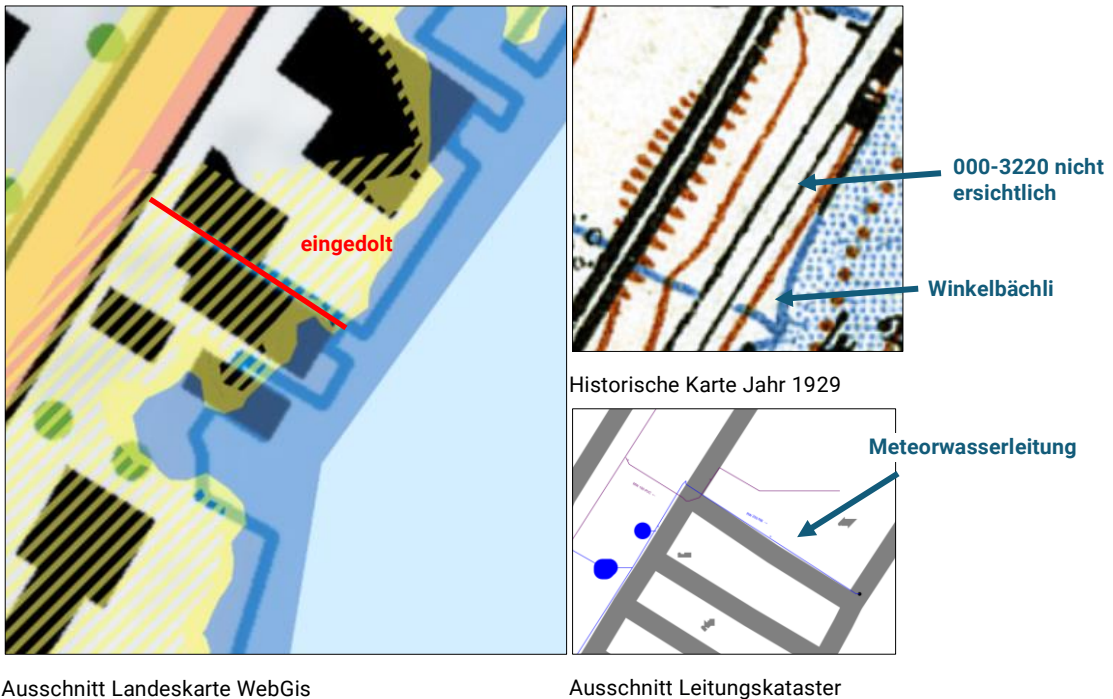 eingedolt
000-3220 nicht
ersichtlich
Winkelbächli
Historische Karte Jahr 1929
Meteorwasserleitung
Ausschnitt Landeskarte WebGis
Ausschnitt Leitungskataster